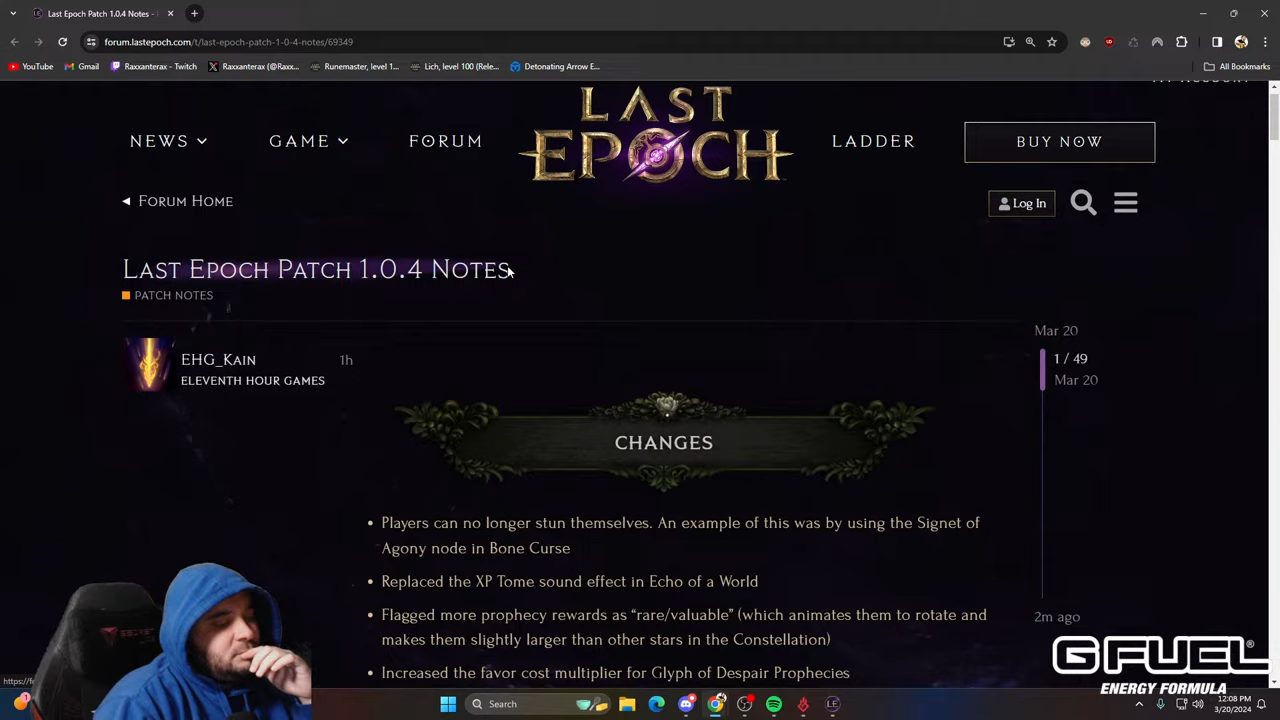 Last Epoch Patch 1.0.4 Notes -
forum.lastepoch.com/t/last-epoch-patch-1-0-4-notes/69349
YouTube Gmail Raxxanterax - Twitch Raxxanterax (@Raxx... Runemaster, level 1... Lich, level 100 (Rele... Detonating Arrow E... All Bookmarks
LAST
EPOCH
NEWS GAME FORUM LADDER BUY NOW
Forum Home Log In
Last Epoch Patch 1.0.4 Notes
PATCH NOTES
Mar 20
EHG_Kain 1h 1 / 49
ELEVENTH HOUR GAMES Mar 20
CHANGES
• Players can no longer stun themselves. An example of this was by using the Signet of
Agony node in Bone Curse
• Replaced the XP Tome sound effect in Echo of a World
• Flagged more prophecy rewards as “rare/valuable” (which animates them to rotate and
makes them slightly larger than other stars in the Constellation)
2m ago
• Increased the favor cost multiplier for Glyph of Despair Prophecies
G FUEL®
ENERGY FORMULA
Search
12:08 PM
3/20/2024